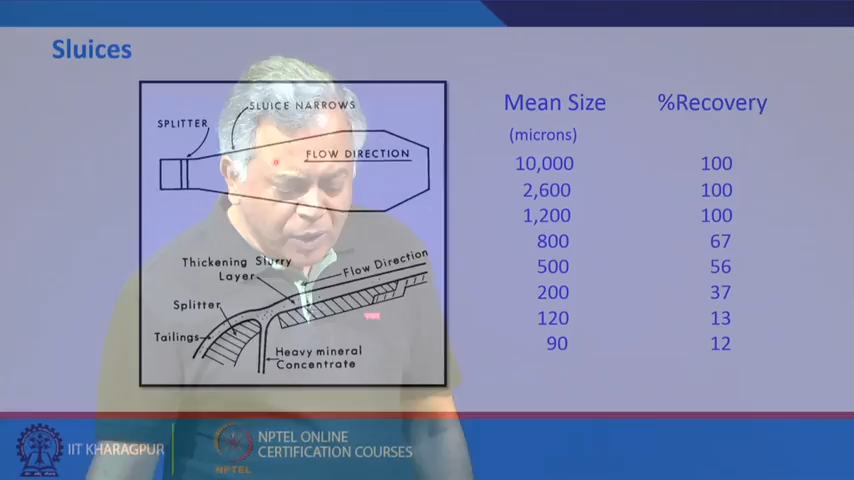 Sluices
SPLITTER
SLUICE NARROWS
FLOW DIRECTION
Thickening Slurry
Layer
Flow Direction
Splitter
Tailings
Heavy mineral
Concentrate
Mean Size %Recovery
(microns)
10,000 100
2,600 100
1,200 100
800 67
500 56
200 37
120 13
90 12
IIT KHARAGPUR
NPTEL
NPTEL ONLINE
CERTIFICATION COURSES